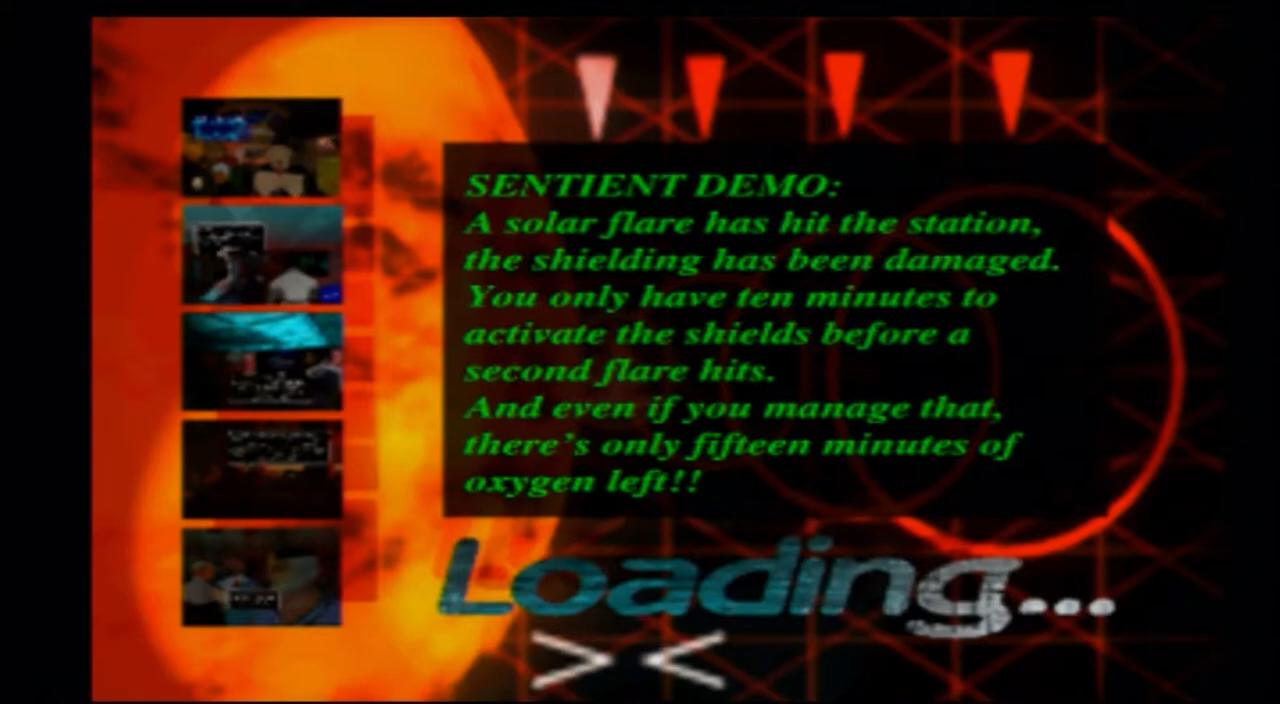 SENTIENT DEMO:
A solar flare has hit the station,
the shielding has been damaged.
You only have ten minutes to
activate the shields before a
second flare hits.
And even if you manage that,
there's only fifteen minutes of
oxygen left!!
Loading...
> <